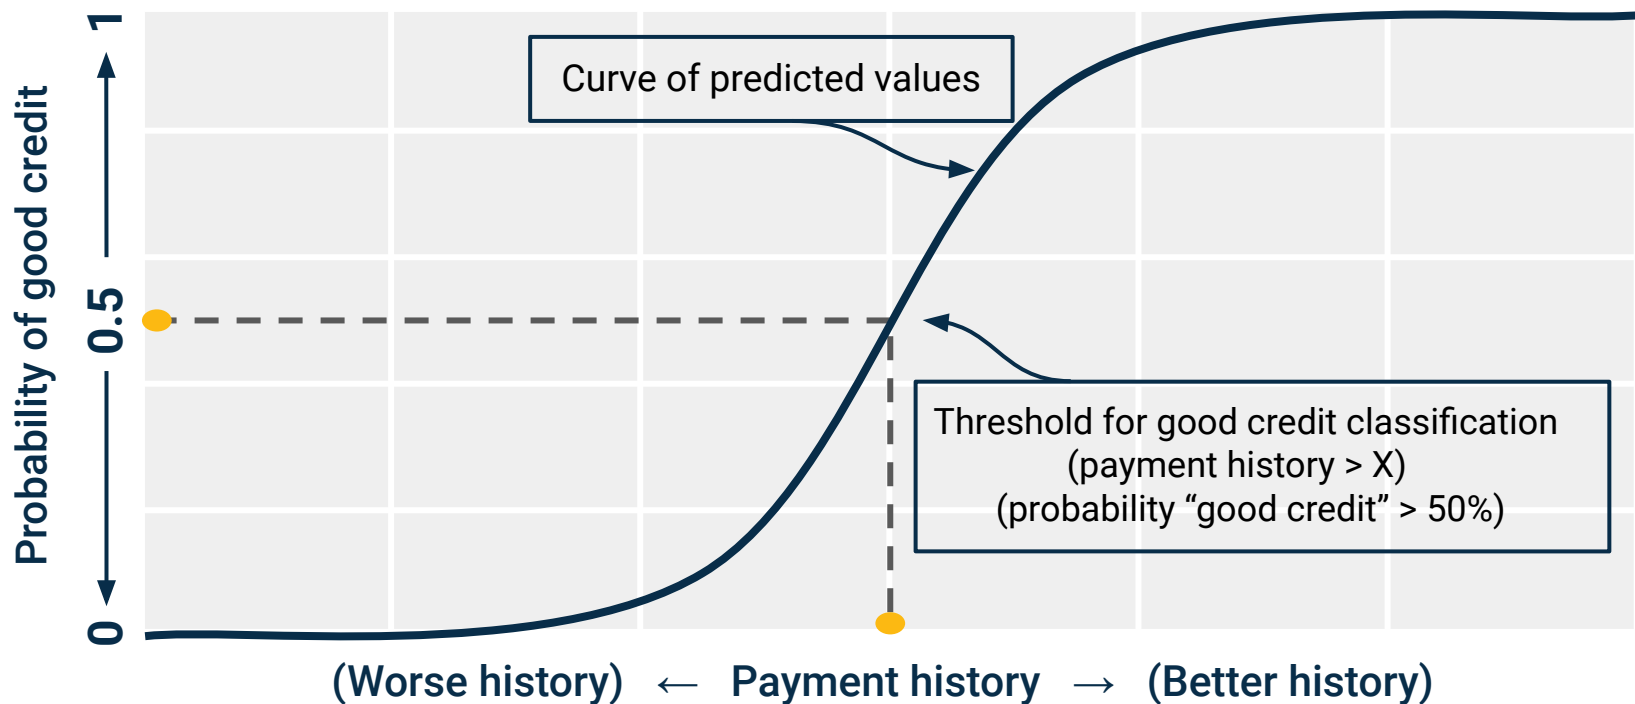 1
Curve of predicted values
Probability of good credit
0.5
Threshold for good credit classification
(payment history > X)
(probability “good credit” > 50%)
0
(Worse history) ← Payment history → (Better history)